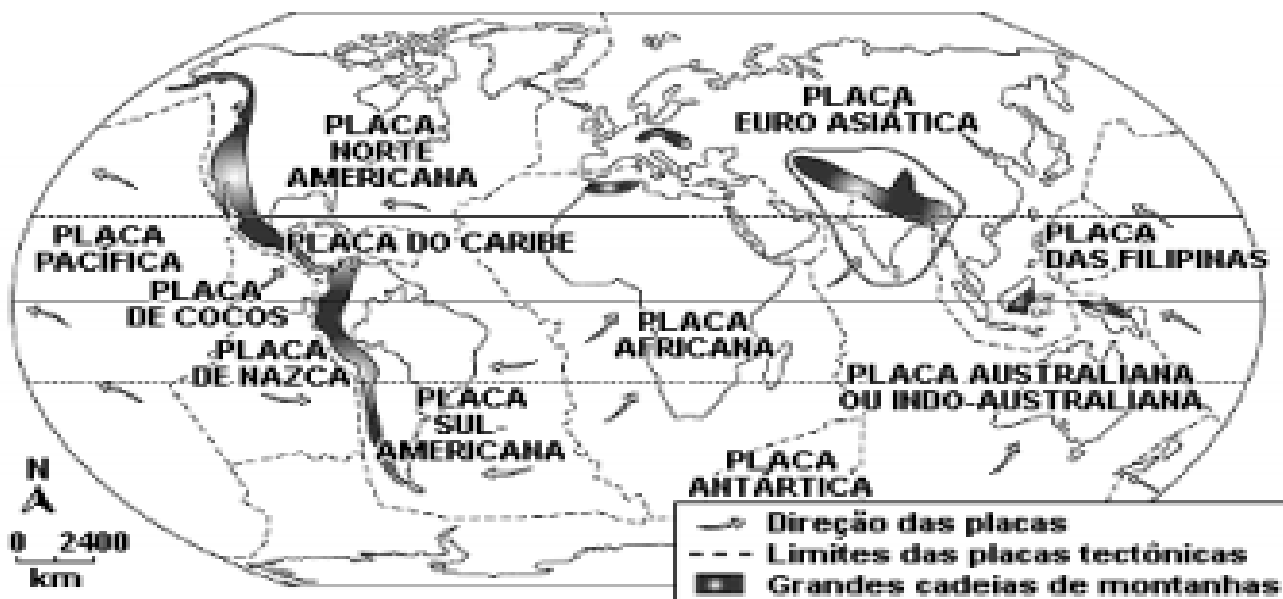 PLACA
NORTE
AMERICANA
PLACA
EURO ASIÁTICA
PLACA
PACÍFICA
PLACA DO CARIBE
PLACA
DAS FILIPINAS
PLACA
DE COCOS
PLACA
AFRICANA
PLACA
DE NAZCA
PLACA
SUL-
AMERICANA
PLACA AUSTRALIANA
OU INDO-AUSTRALIANA
PLACA
ANTÁRTICA
N
0 2400
km
Direção das placas
Limites das placas tectônicas
Grandes cadeias de montanhas